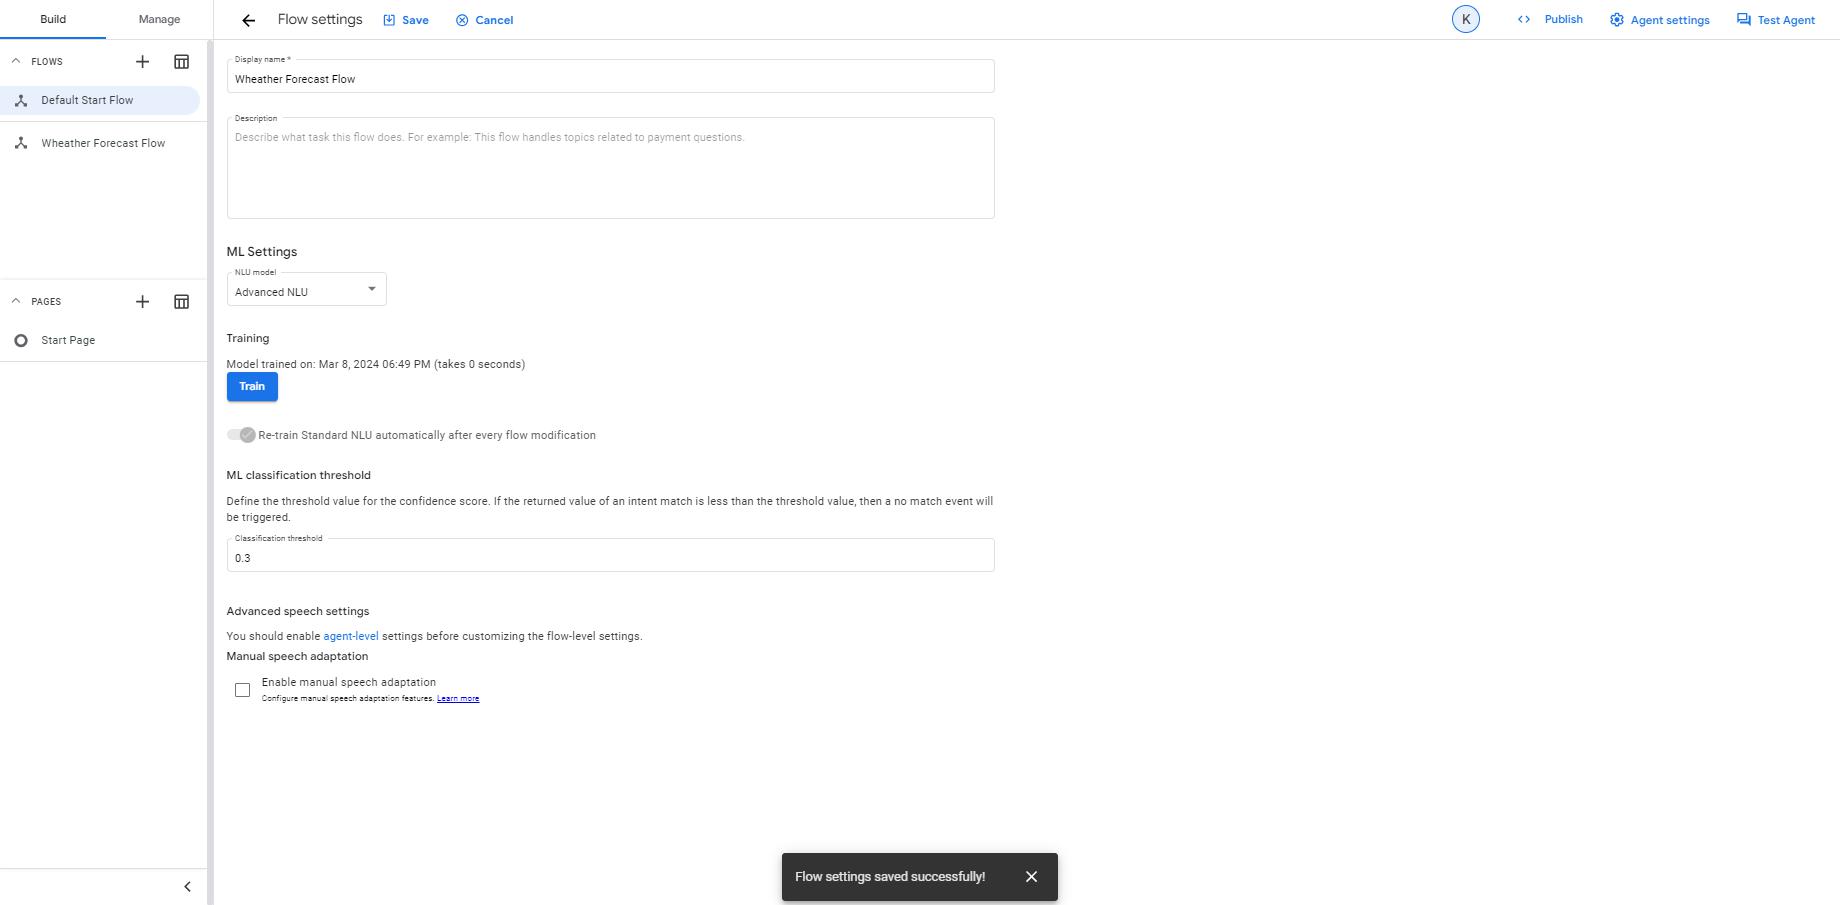 Build
Manage
Flow settings
Save
Cancel
K
Publish
Agent settings
Test Agent
FLOWS
Default Start Flow
Wheather Forecast Flow
PAGES
Start Page
Display name *
Wheather Forecast Flow
Description
Describe what task this flow does. For example: This flow handles topics related to payment questions.
ML Settings
NLU model
Advanced NLU
Training
Model trained on: Mar 8, 2024 06:49 PM (takes 0 seconds)
Train
Re-train Standard NLU automatically after every flow modification
ML classification threshold
Define the threshold value for the confidence score. If the returned value of an intent match is less than the threshold value, then a no match event will
be triggered.
Classification threshold
0.3
Advanced speech settings
You should enable agent-level settings before customizing the flow-level settings.
Manual speech adaptation
Enable manual speech adaptation
Configure manual speech adaptation features. Learn more
Flow settings saved successfully!